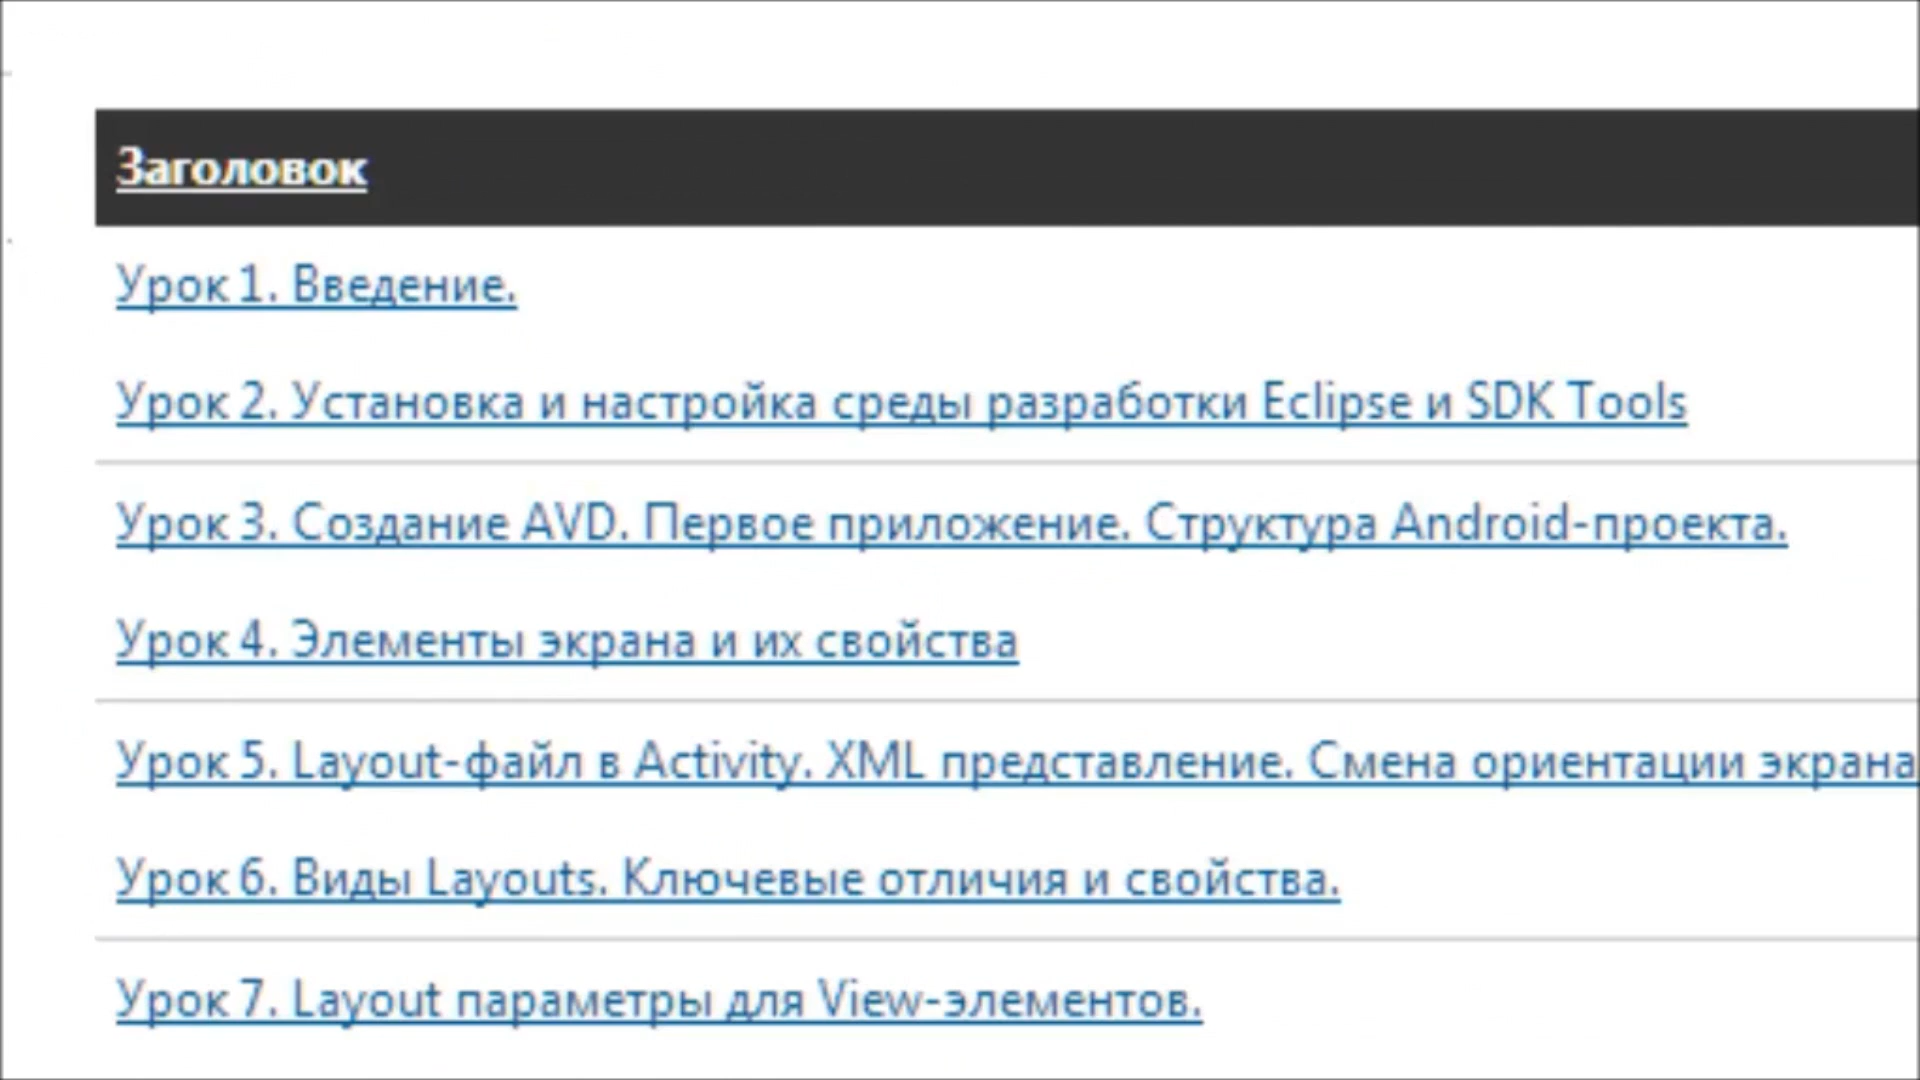 Заголовок
Урок 1. Введение.
Урок 2. Установка и настройка среды разработки Eclipse и SDK Tools
Урок 3. Создание AVD. Первое приложение. Структура Android-проекта.
Урок 4. Элементы экрана и их свойства
Урок 5. Layout-файл в Activity. XML представление. Смена ориентации экрана
Урок 6. Виды Layouts. Ключевые отличия и свойства.
Урок 7. Layout параметры для View-элементов.